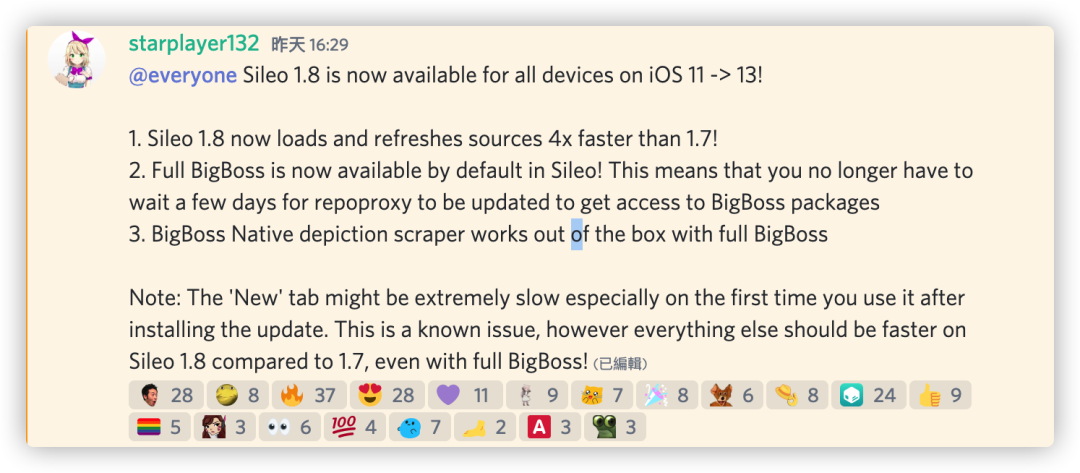 starplayer132 昨天 16:29
@everyone Sileo 1.8 is now available for all devices on iOS 11 -> 13!
1. Sileo 1.8 now loads and refreshes sources 4x faster than 1.7!
2. Full BigBoss is now available by default in Sileo! This means that you no longer have to
wait a few days for repoproxy to be updated to get access to BigBoss packages
3. BigBoss Native depiction scraper works out of the box with full BigBoss
Note: The 'New' tab might be extremely slow especially on the first time you use it after
installing the update. This is a known issue, however everything else should be faster on
Sileo 1.8 compared to 1.7, even with full BigBoss! (已編輯)
28 8 37 28 11 9 7 8 6 8 24 9
5 3 6 100 4 7 2 A 3 3